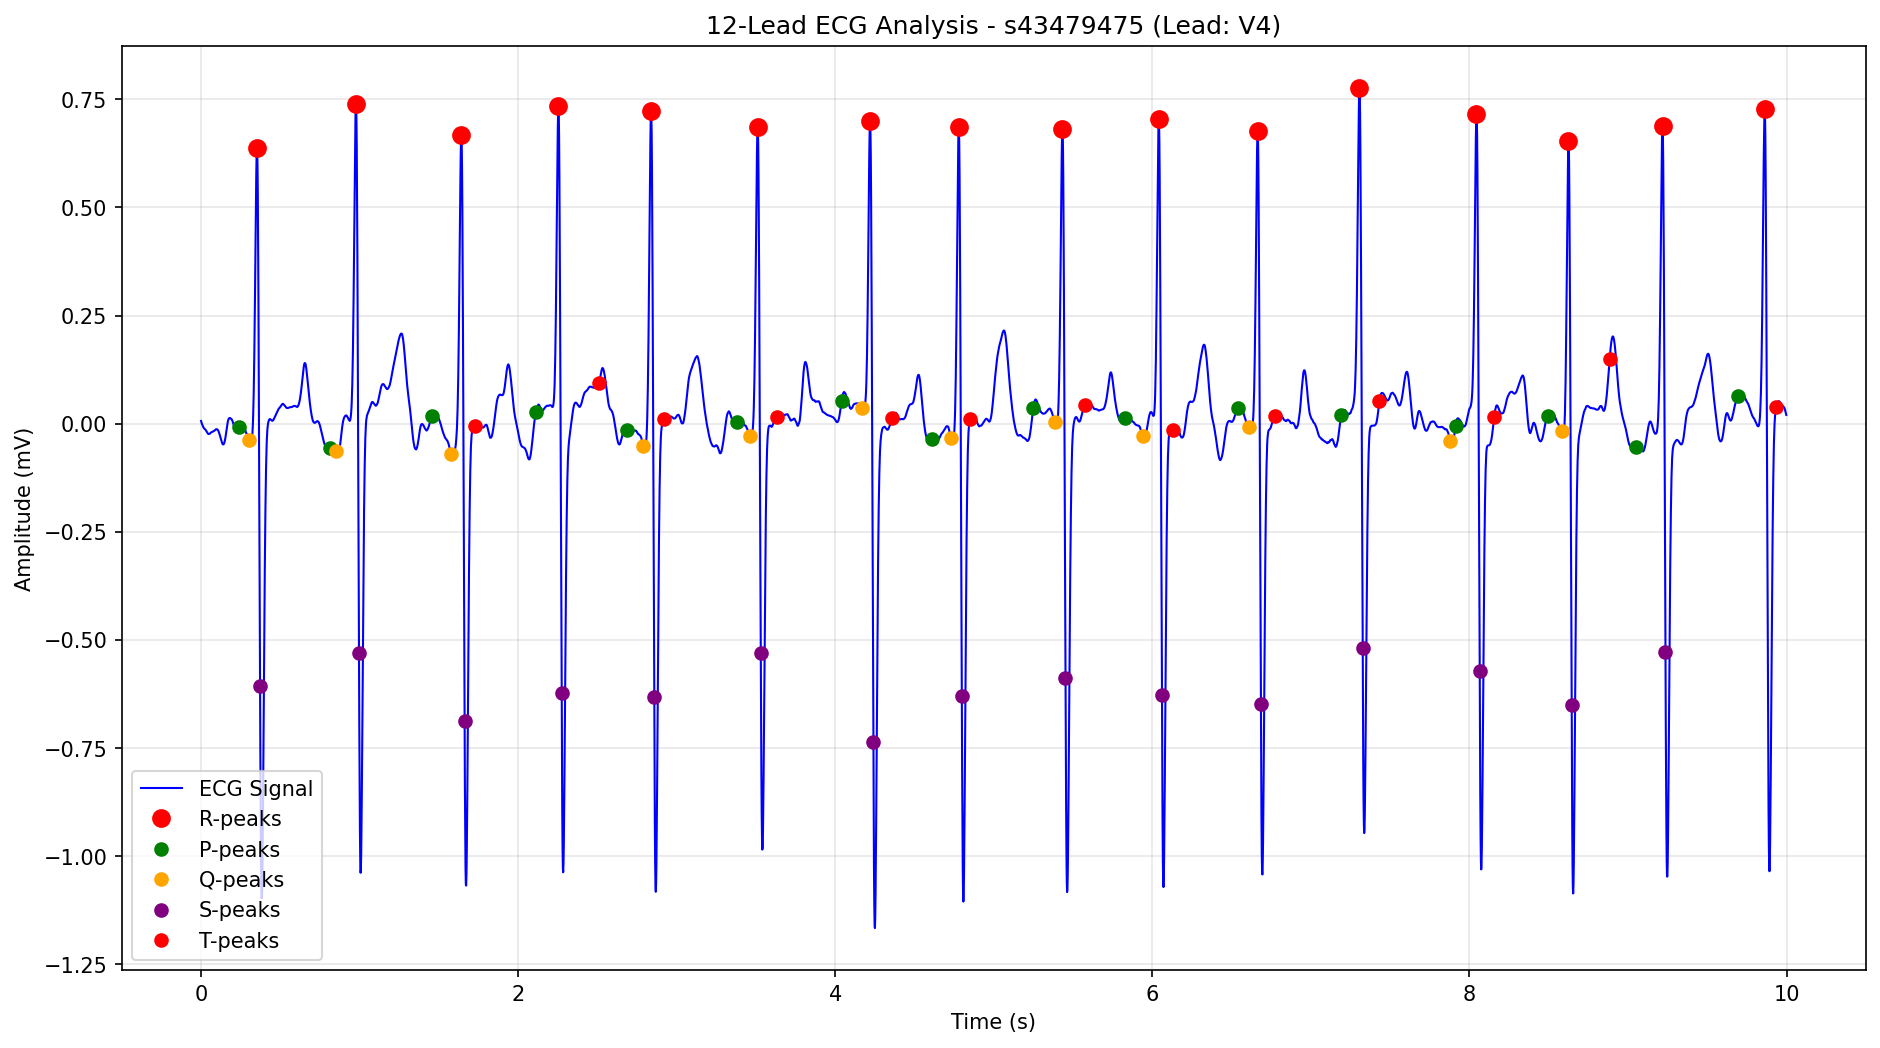 12-Lead ECG Analysis - s43479475 (Lead: V4)
Amplitude (mV)
0.75
0.50
0.25
0.00
−0.25
−0.50
−0.75
−1.00
−1.25
ECG Signal
R-peaks
P-peaks
Q-peaks
S-peaks
T-peaks
0 2 4 6 8 10
Time (s)